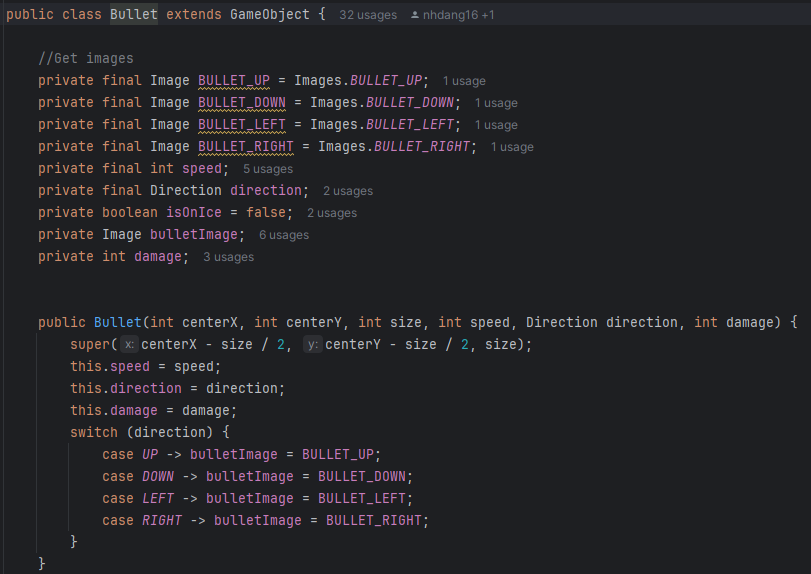 public class Bullet extends GameObject { 32 usages nhdang16 +1
//Get images
private final Image BULLET_UP = Images.BULLET_UP; 1 usage
private final Image BULLET_DOWN = Images.BULLET_DOWN; 1 usage
private final Image BULLET_LEFT = Images.BULLET_LEFT; 1 usage
private final Image BULLET_RIGHT = Images.BULLET_RIGHT; 1 usage
private final int speed; 5 usages
private final Direction direction; 2 usages
private boolean isOnIce = false; 2 usages
private Image bulletImage; 6 usages
private int damage; 3 usages
public Bullet(int centerX, int centerY, int size, int speed, Direction direction, int damage) {
super( x: centerX - size / 2, y: centerY - size / 2, size);
this.speed = speed;
this.direction = direction;
this.damage = damage;
switch (direction) {
case UP -> bulletImage = BULLET_UP;
case DOWN -> bulletImage = BULLET_DOWN;
case LEFT -> bulletImage = BULLET_LEFT;
case RIGHT -> bulletImage = BULLET_RIGHT;
}
}